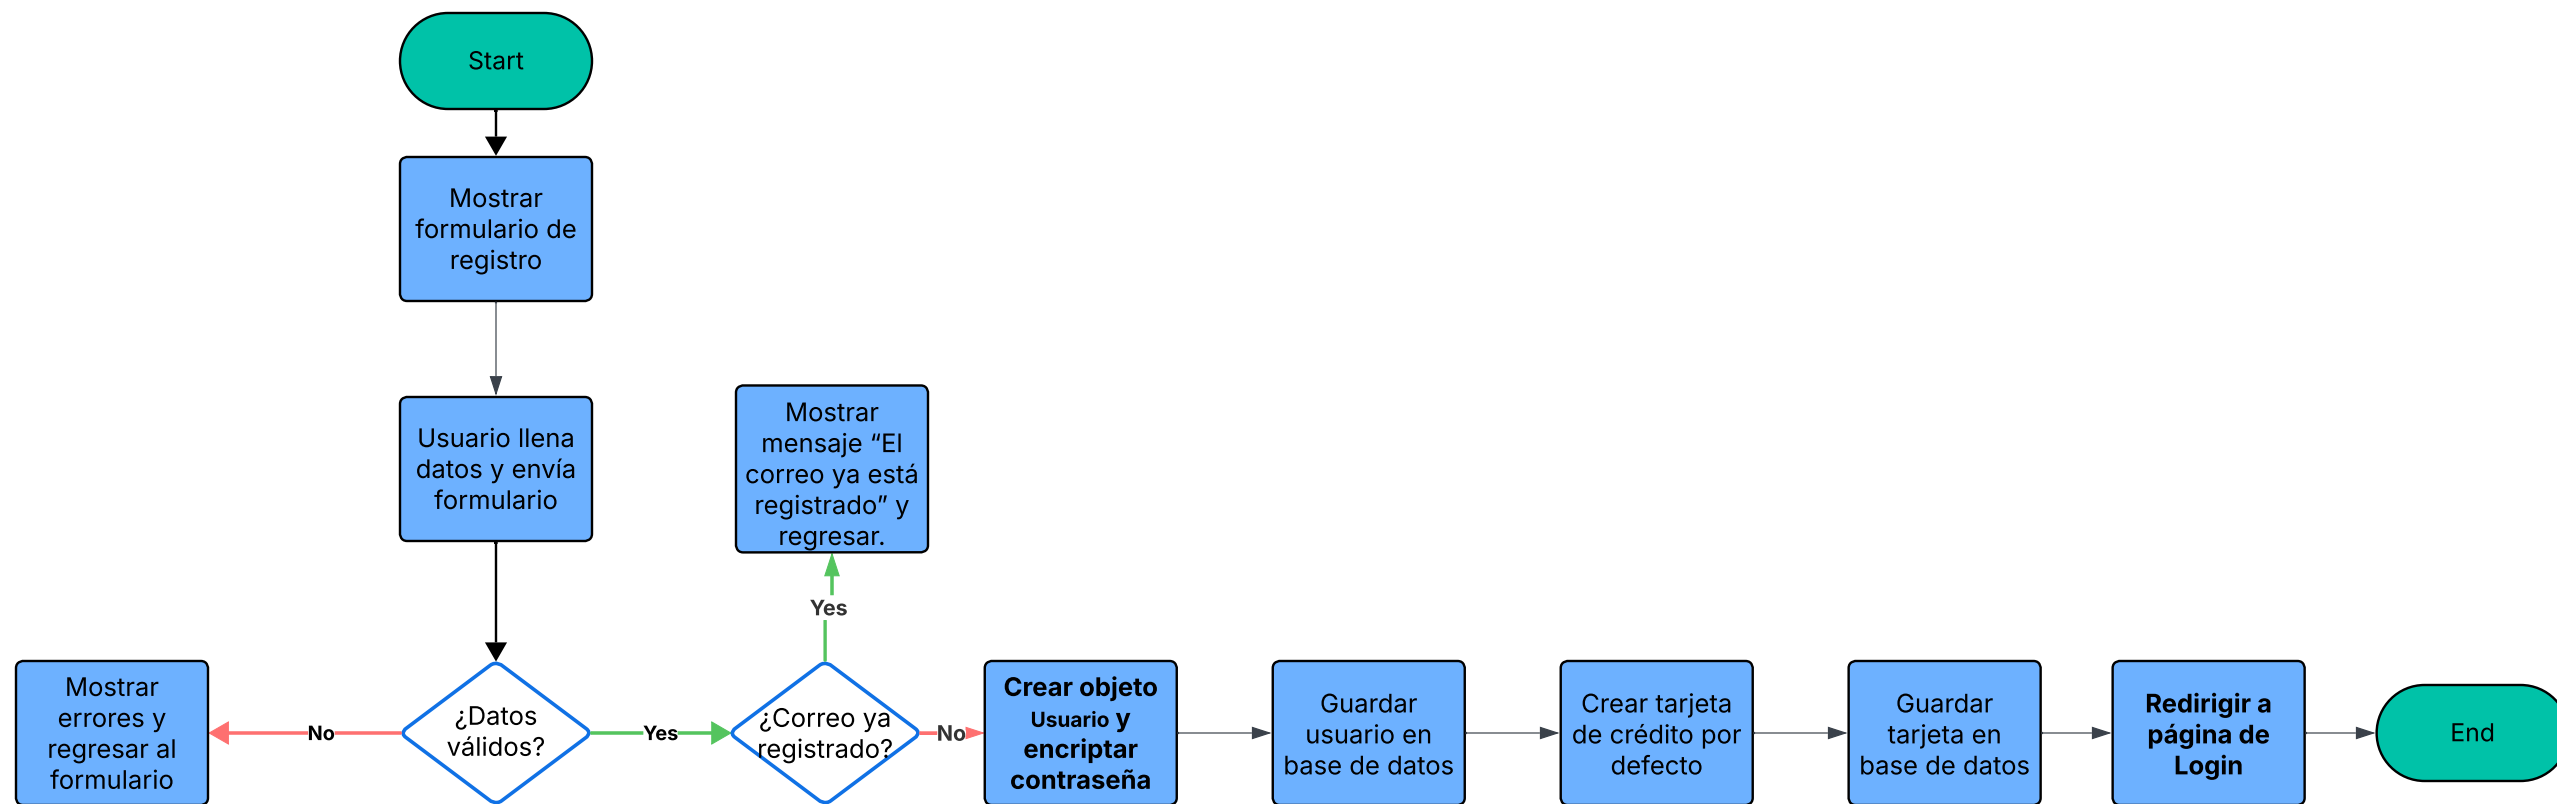 Start
Mostrar
formulario de
registro
Usuario llena
datos y envía
formulario
Mostrar
mensaje “El
correo ya está
registrado” y
regresar.
Yes
Mostrar
errores y
regresar al
formulario
No
¿Datos
válidos?
Yes
¿Correo ya
registrado?
No
Crear objeto
Usuario y
encriptar
contraseña
Guardar
usuario en
base de datos
Crear tarjeta
de crédito por
defecto
Guardar
tarjeta en
base de datos
Redirigir a
página de
Login
End